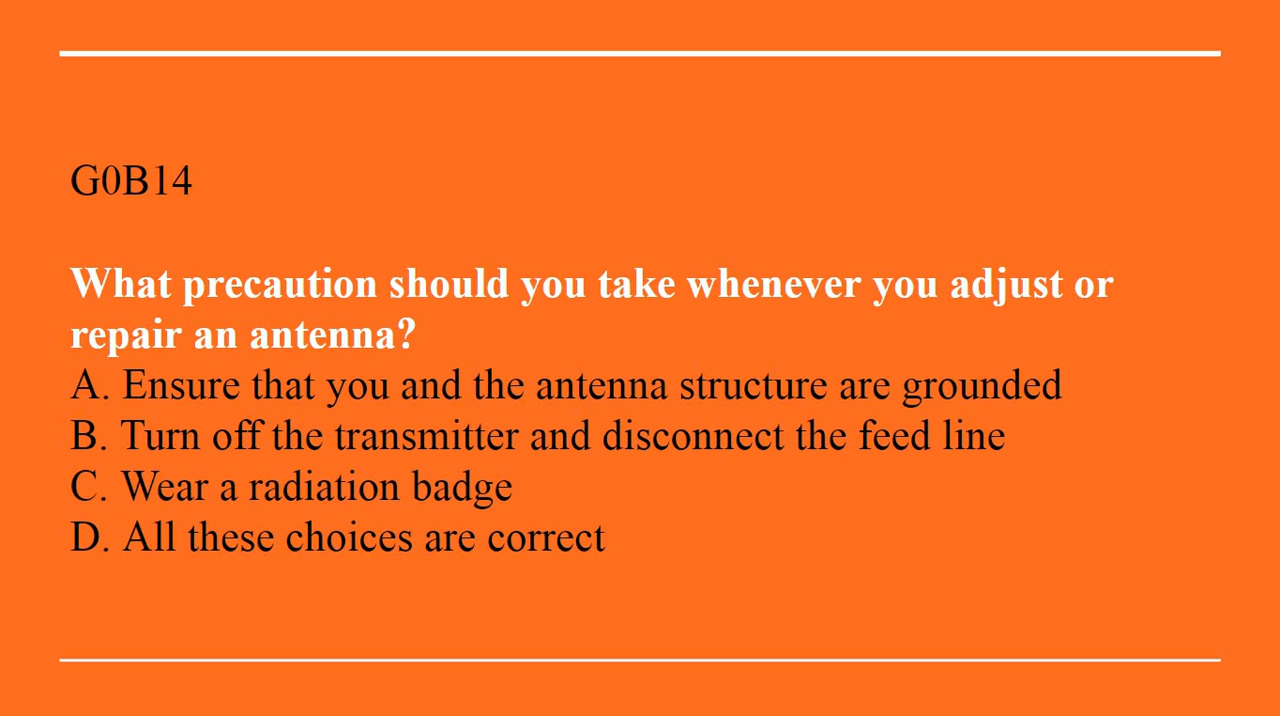 G0B14
What precaution should you take whenever you adjust or
repair an antenna?
A. Ensure that you and the antenna structure are grounded
B. Turn off the transmitter and disconnect the feed line
C. Wear a radiation badge
D. All these choices are correct